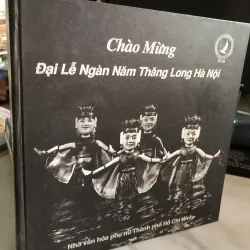 Chào Mừng
Đại Lễ Ngàn Năm Thăng Long Hà Nội
Nhà văn hóa phụ nữ Thành phố Hồ Chí Minh